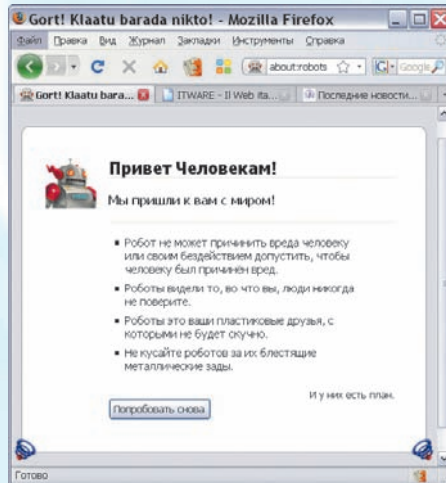 Gort! Klaatu barada nikto! - Mozilla Firefox
Файл Правка Вид Журнал Закладки Инструменты Справка
about:robots Google
Gort! Klaatu bara... ITWARE - Il Web ita... Последние новости...
Привет Человекам!
Мы пришли к вам с миром!
Робот не может причинить вреда человеку
или своим бездействием допустить, чтобы
человеку был причинён вред.
Роботы видели то, во что вы, люди никогда
не поверите.
Роботы это ваши пластиковые друзья, с
которыми не будет скучно.
Не кусайте роботов за их блестящие
металлические зады.
И у них есть план.
Попробовать снова
Готово